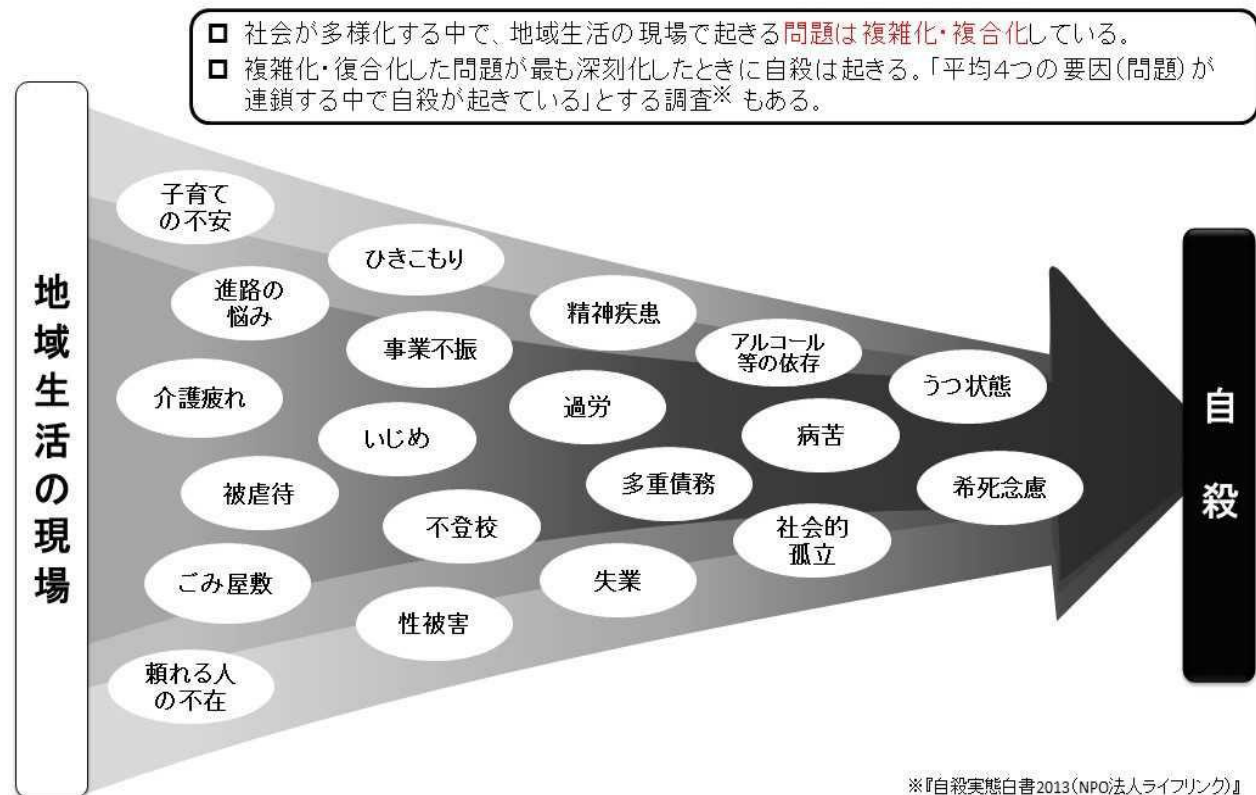 □ 社会が多様化する中で、地域生活の現場で起きる問題は複雑化・複合化している。
□ 複雑化・復合化した問題が最も深刻化したときに自殺は起きる。「平均4つの要因(問題)が
連鎖する中で自殺が起きている」とする調査※ もある。
地域生活の現場
子育て
の不安
進路の
悩み
介護疲れ
被虐待
ごみ屋敷
頼れる人
の不在
ひきこもり
事業不振
いじめ
不登校
性被害
精神疾患
過労
多重債務
失業
アルコール
等の依存
病苦
社会的
孤立
うつ状態
希死念慮
自殺
※『自殺実態白書2013(NPO法人ライフリンク)』